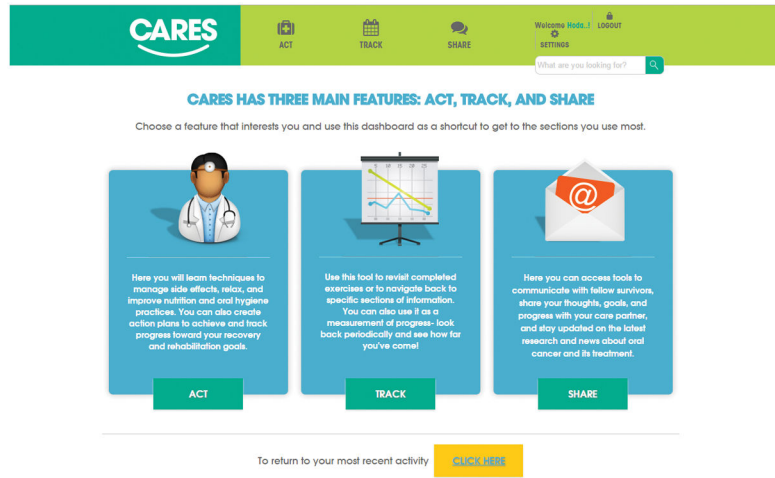 CARES
ACT
TRACK
SHARE
Welcome Hoda..!
LOGOUT
SETTINGS
What are you looking for?
CARES HAS THREE MAIN FEATURES: ACT, TRACK, AND SHARE
Choose a feature that interests you and use this dashboard as a shortcut to get to the sections you use most.
Here you will learn techniques to
manage side effects, relax, and
improve nutrition and oral hygiene
practices. You can also create
action plans to achieve and track
progress toward your recovery
and rehabilitation goals.
ACT
Use this tool to revisit completed
exercises or to navigate back to
specific sections of information.
You can also use it as a
measurement of progress- look
back periodically and see how far
you've come!
TRACK
@
Here you can access tools to
communicate with fellow survivors,
share your thoughts, goals, and
progress with your care partner,
and stay updated on the latest
research and news about oral
cancer and its treatment.
SHARE
To return to your most recent activity
CLICK HERE